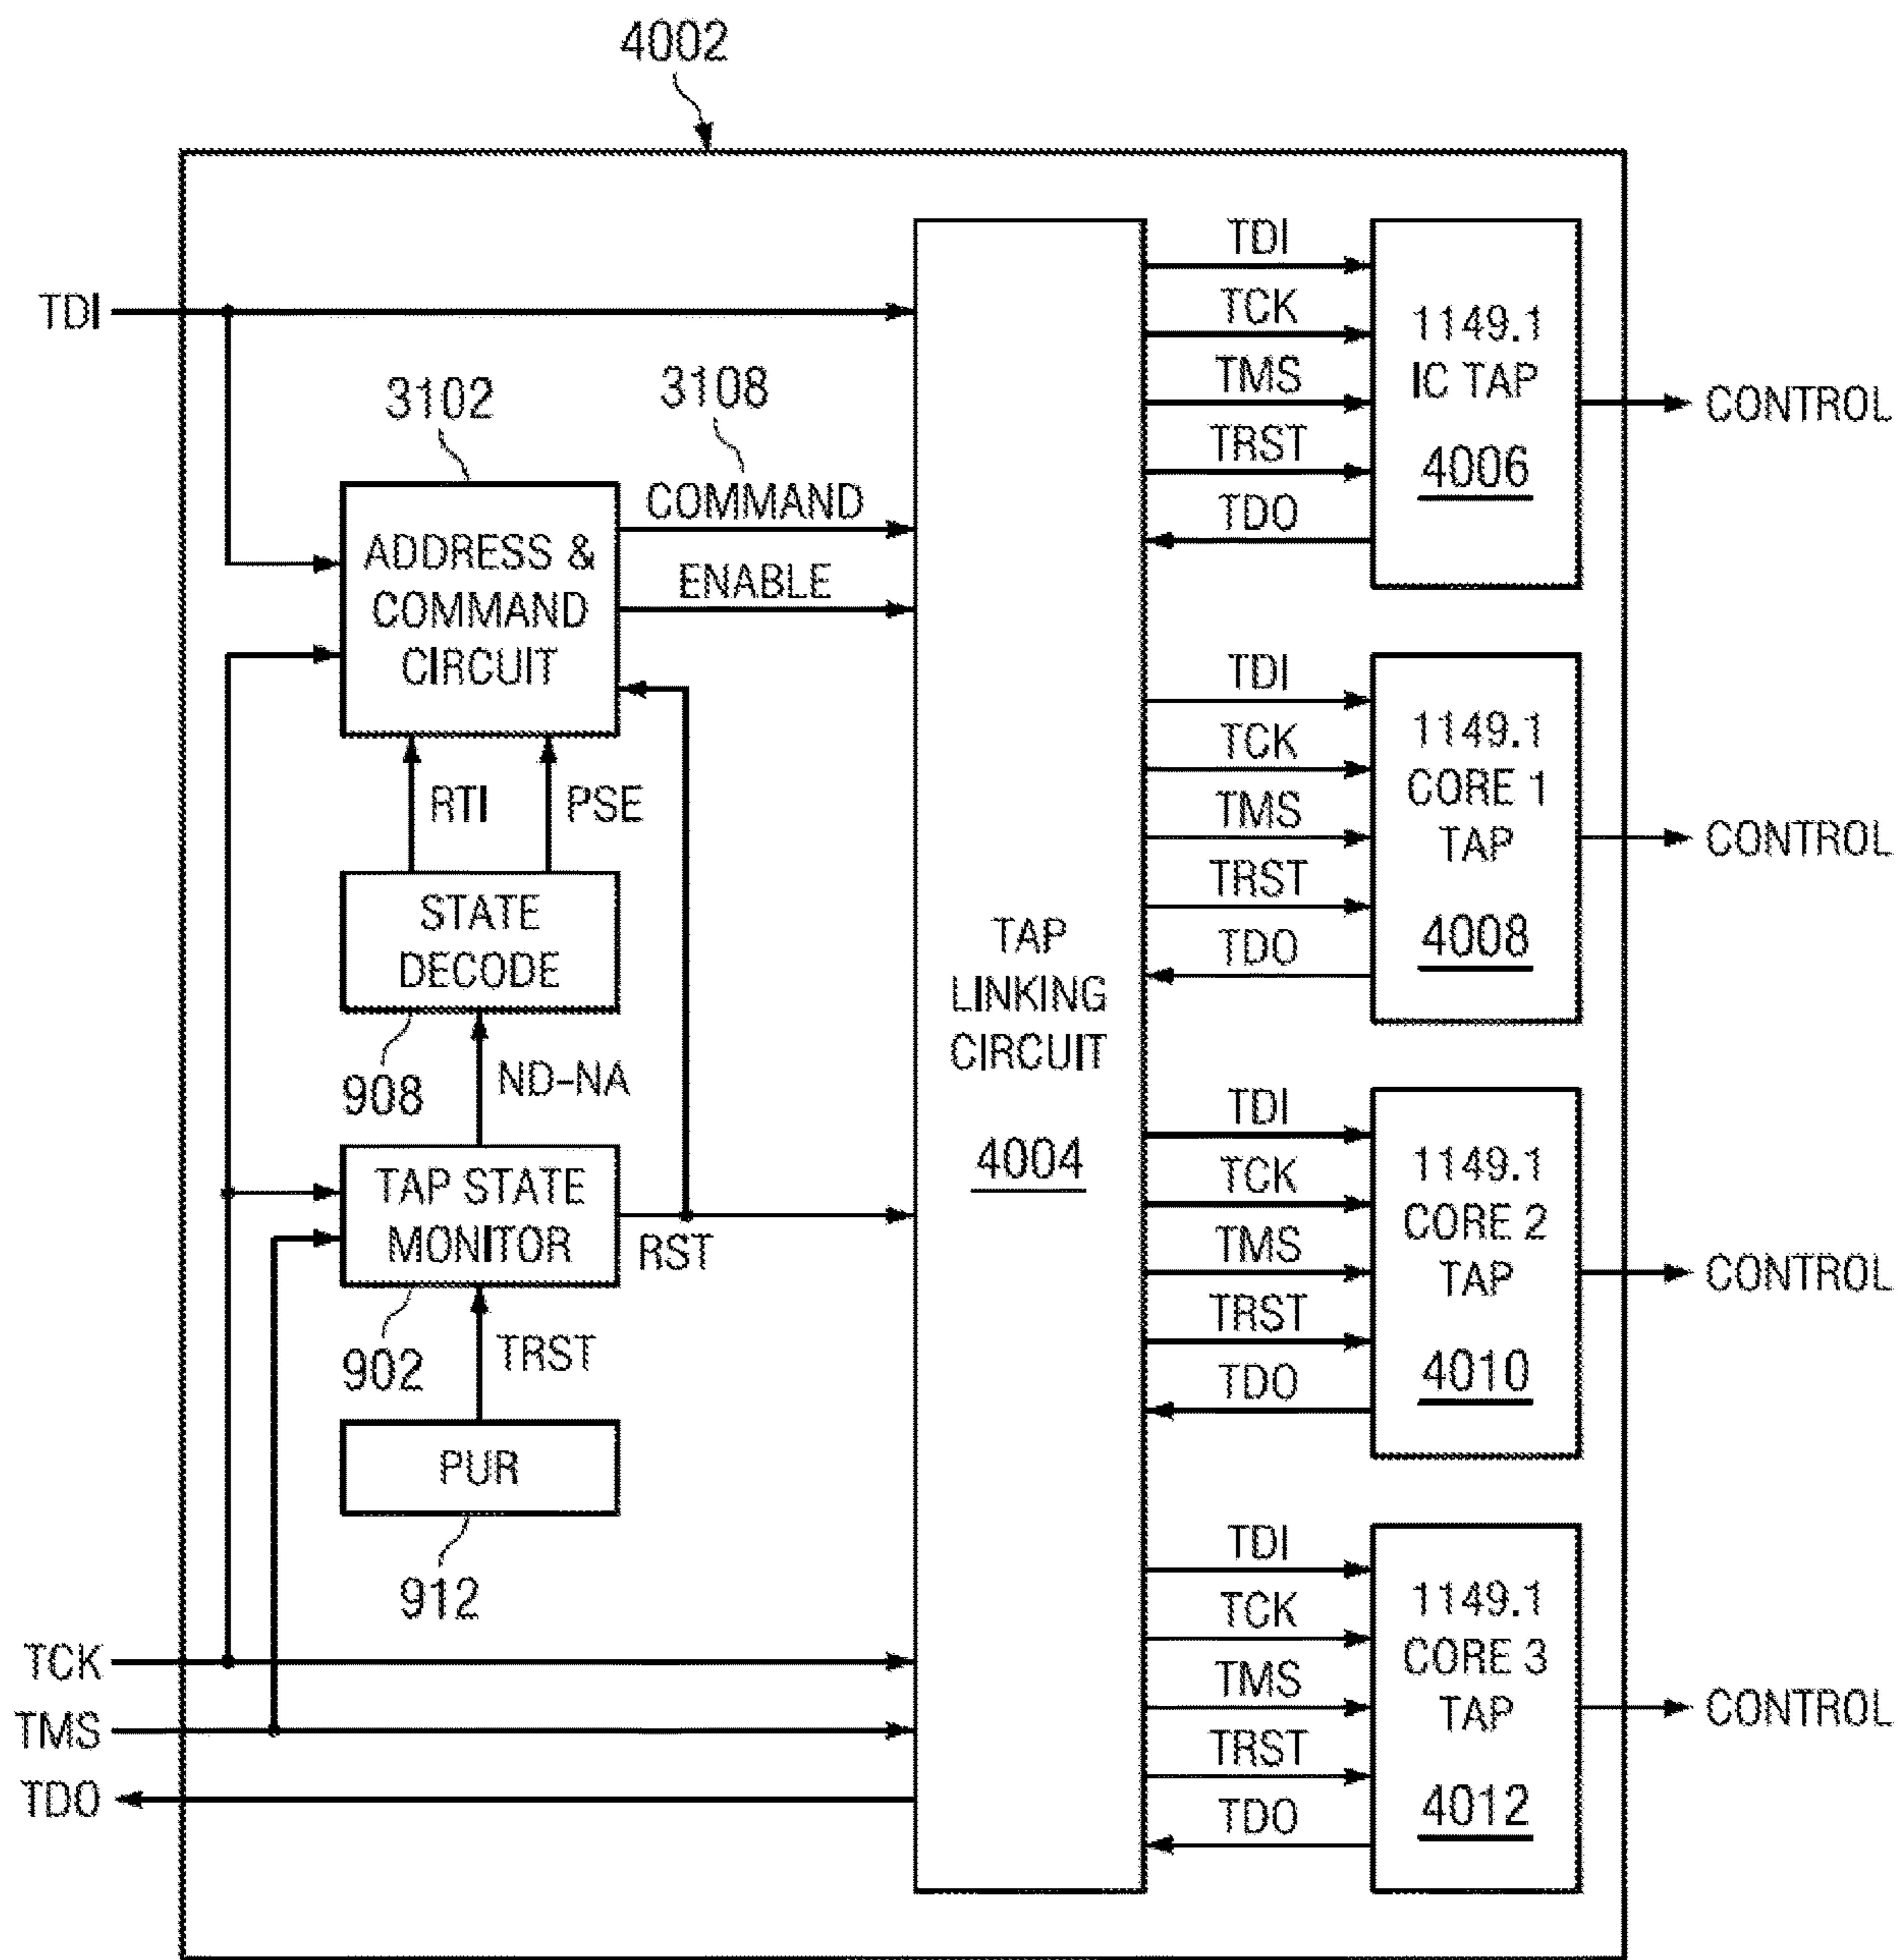 4002
TDI
3102
3108
ADDRESS &
COMMAND
CIRCUIT
COMMAND
ENABLE
RTI
PSE
STATE
DECODE
908
ND-NA
TAP STATE
MONITOR
RST
902
TRST
PUR
912
TCK
TMS
TDO
TAP
LINKING
CIRCUIT
4004
TDI
TCK
TMS
TRST
TDO
1149.1
IC TAP
4006
CONTROL
TDI
TCK
TMS
TRST
TDO
1149.1
CORE 1
TAP
4008
CONTROL
TDI
TCK
TMS
TRST
TDO
1149.1
CORE 2
TAP
4010
CONTROL
TDI
TCK
TMS
TRST
TDO
1149.1
CORE 3
TAP
4012
CONTROL